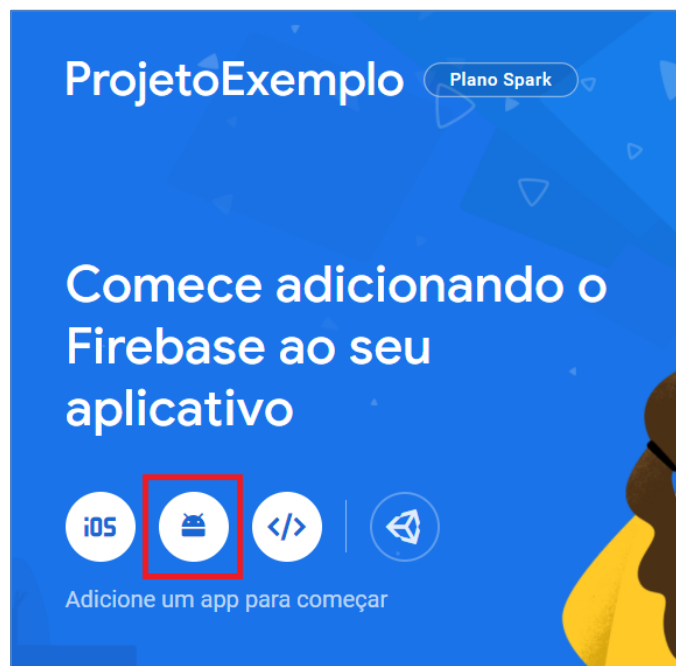 ProjetoExemplo Plano Spark
Comece adicionando o
Firebase ao seu
aplicativo
iOS </>
Adicione um app para começar